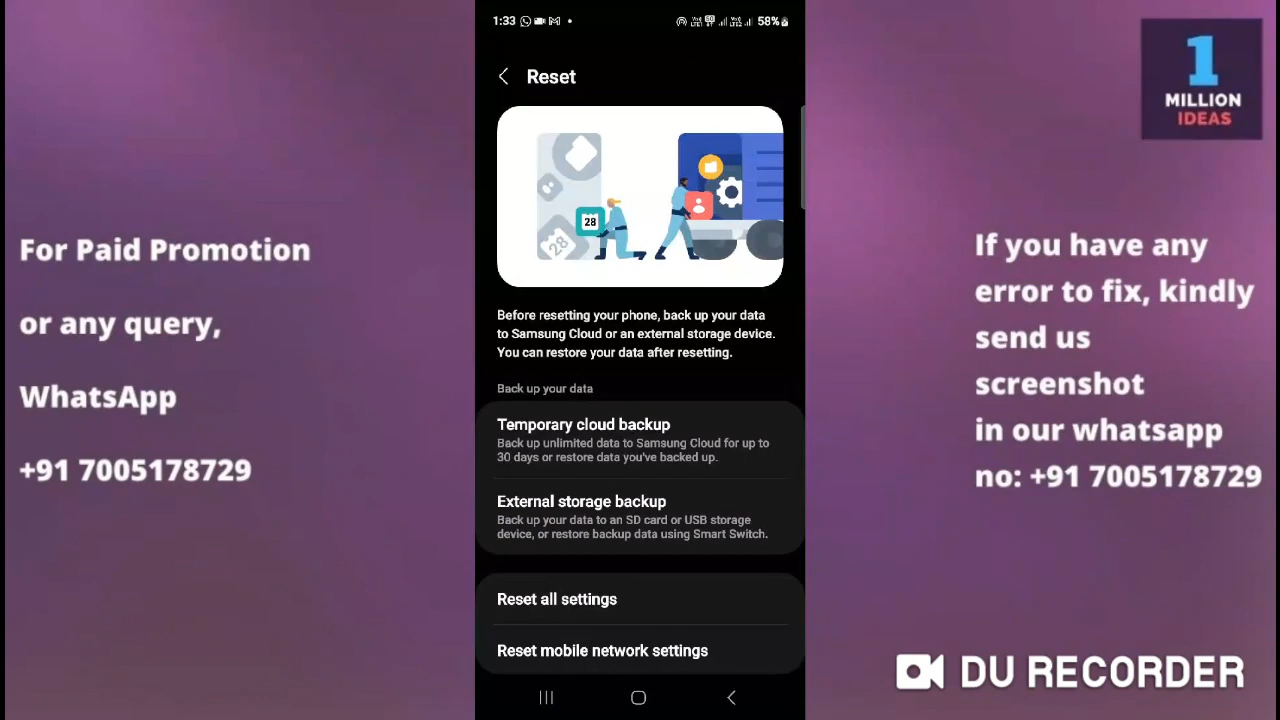 For Paid Promotion
or any query,
WhatsApp
+91 7005178729
1:33
58%
Reset
28
28
Before resetting your phone, back up your data
to Samsung Cloud or an external storage device.
You can restore your data after resetting.
Back up your data
Temporary cloud backup
Back up unlimited data to Samsung Cloud for up to
30 days or restore data you've backed up.
External storage backup
Back up your data to an SD card or USB storage
device, or restore backup data using Smart Switch.
Reset all settings
Reset mobile network settings
1
MILLION
IDEAS
If you have any
error to fix, kindly
send us
screenshot
in our whatsapp
no: +91 7005178729
DU RECORDER